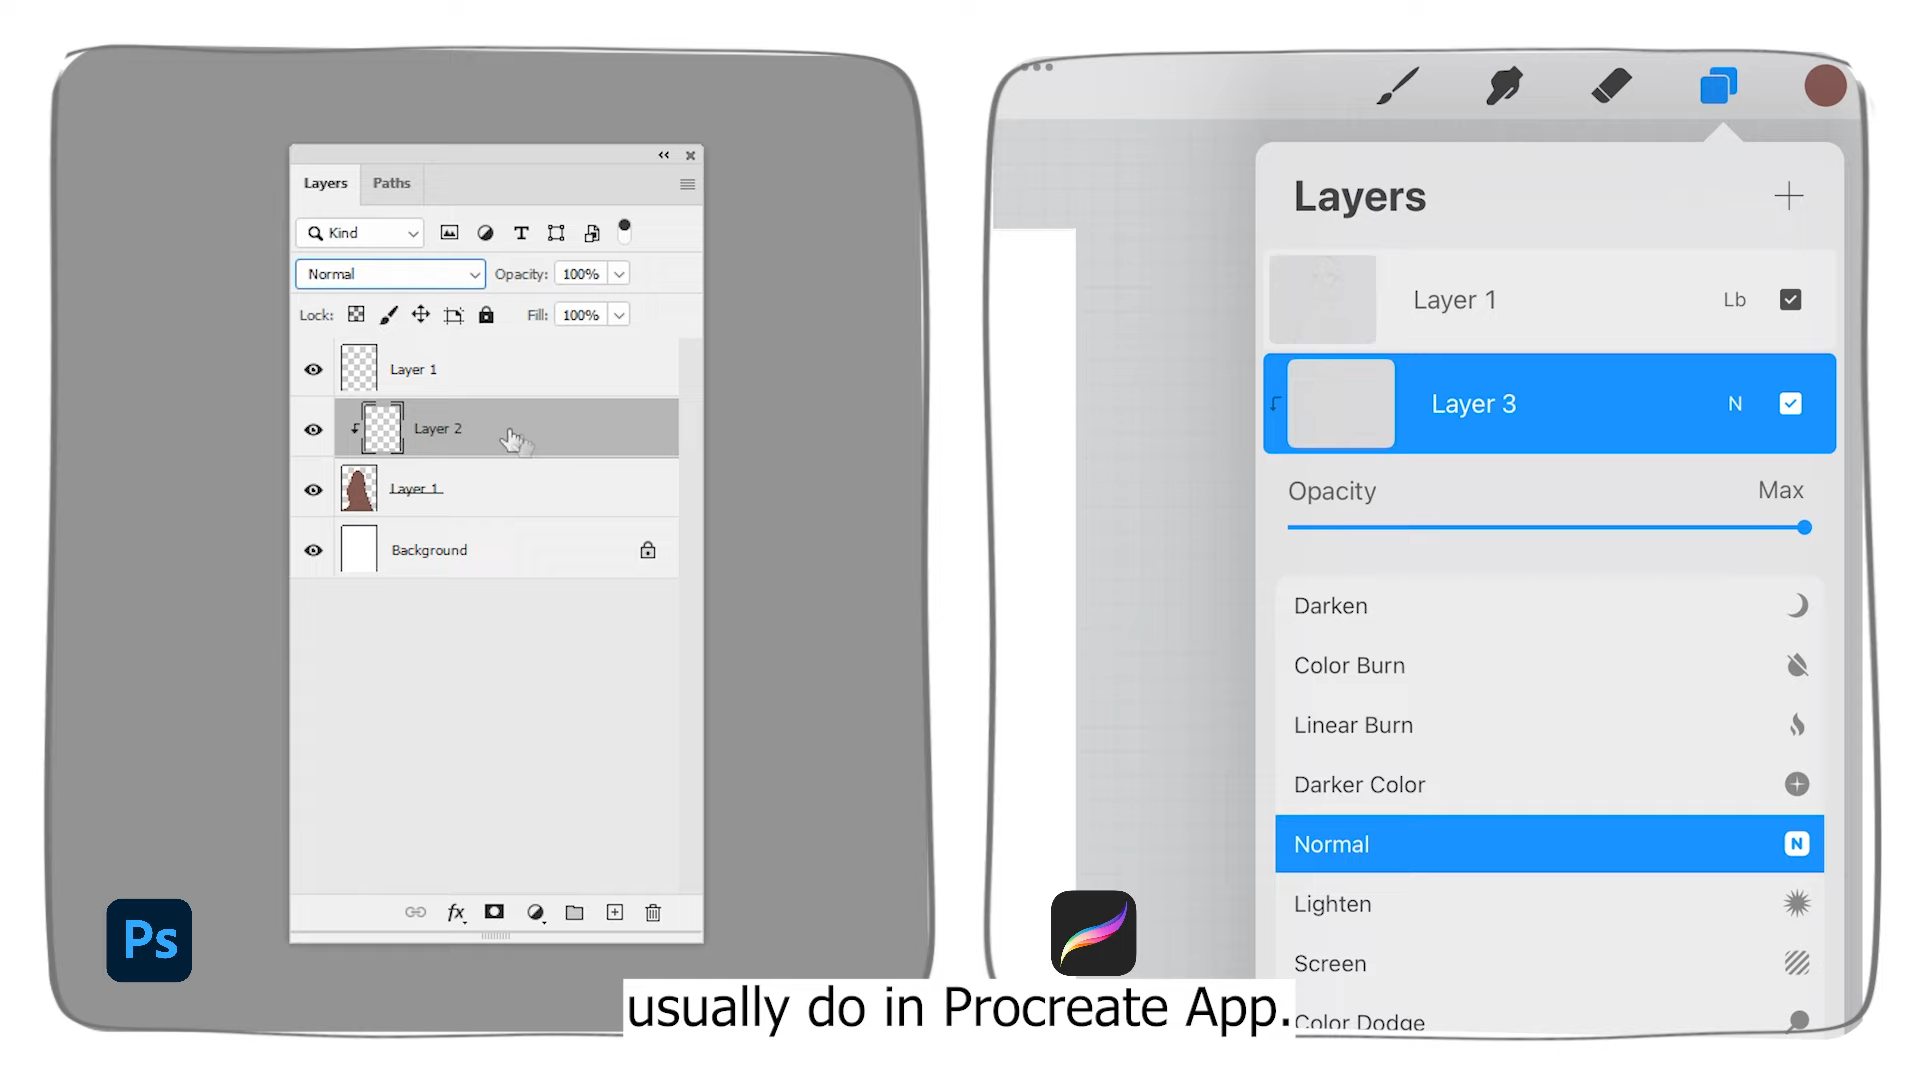 Layers Paths
Kind T
Normal Opacity: 100%
Lock: Fill: 100%
Layer 1
Layer 2
Layer 1
Background
fx
Ps
Layers
Layer 1 Lb
Layer 3 N
Opacity Max
Darken
Color Burn
Linear Burn
Darker Color
Normal N
Lighten
Screen
Color Dodge
usually do in Procreate App.